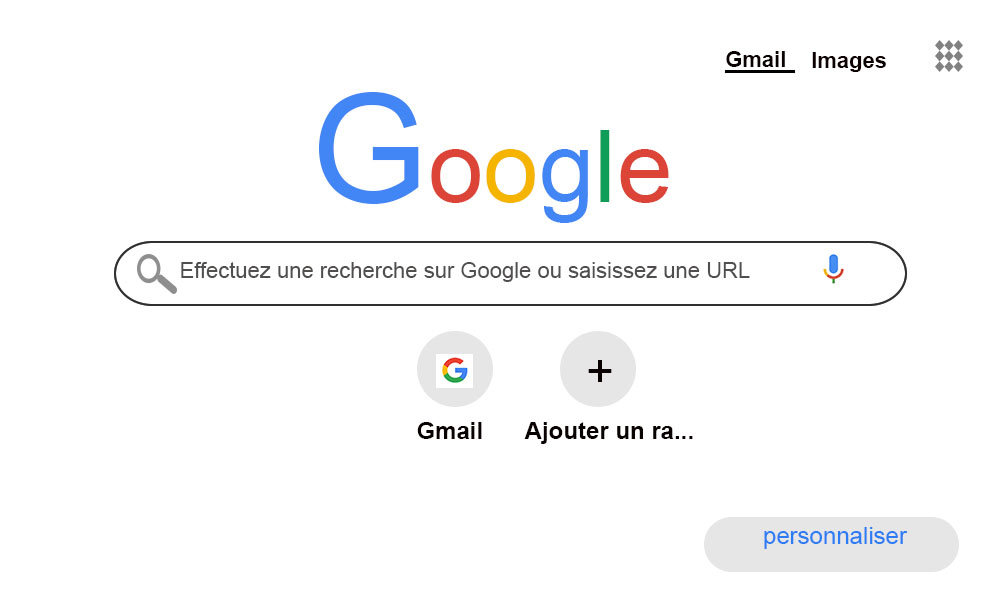 Gmail Images
Google
Effectuez une recherche sur Google ou saisissez une URL
G
Gmail Ajouter un ra...
personnaliser